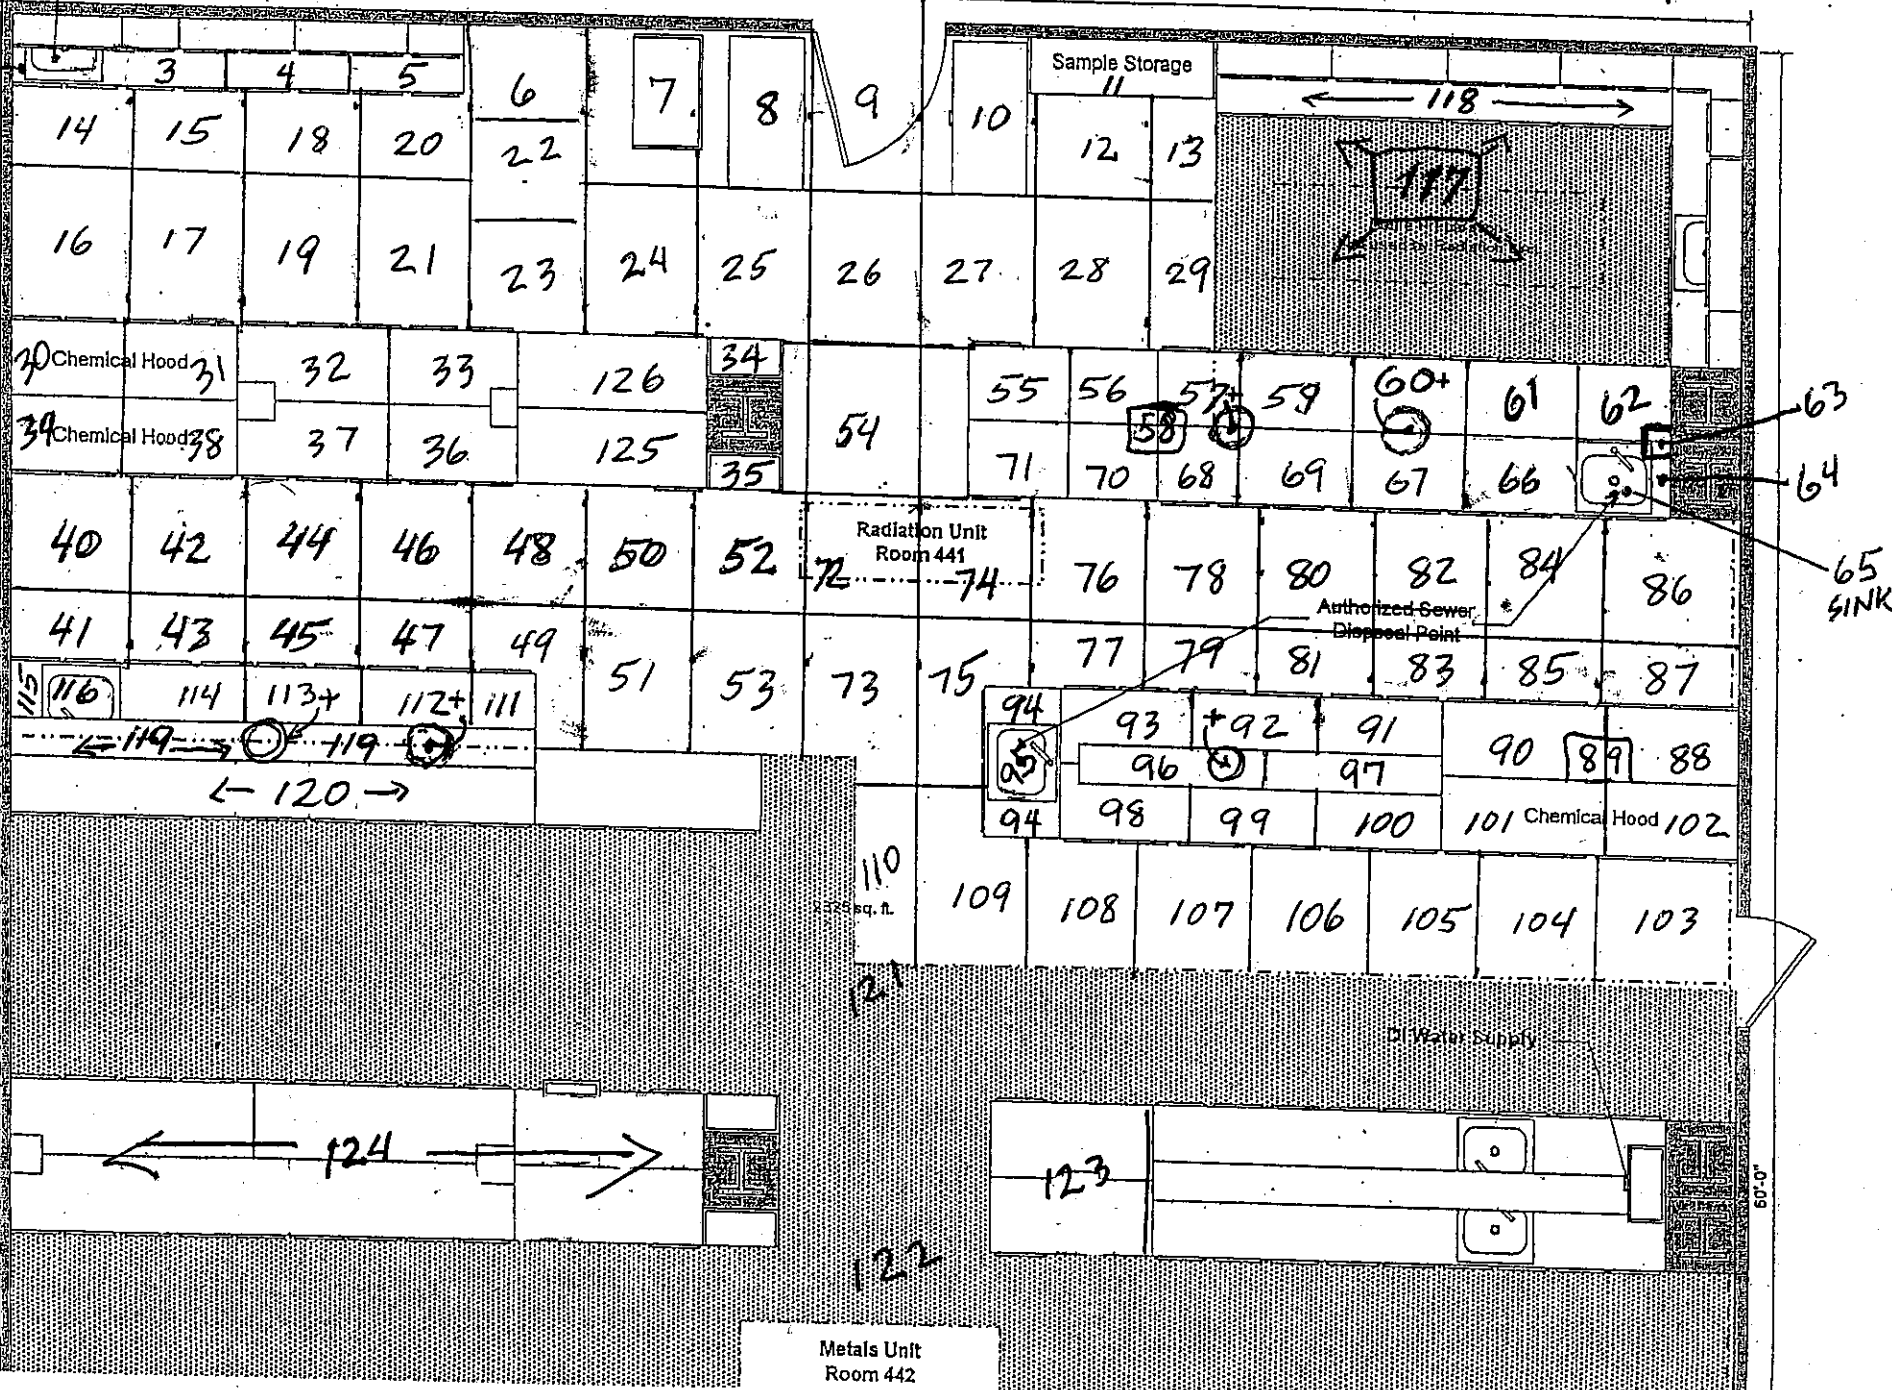 Sample Storage
11
3 4 5
6 7 8 9 10
118
14 15 18 20
22
12 13
117
16 17 19 21 23 24 25 26 27 28 29
30 Chemical Hood 31 32 33 126 34
55 56 57+ 59 60+ 61 62
63
39 Chemical Hood 38 37 36 125 35
54
58
71 70 68 69 67 66
64
40 42 44 46 48 50 52
Radiation Unit
Room 441
72 74 76 78 80 82 84 86
65
SINK
Authorized Sewer
Disposal Point
41 43 45 47 49 51 53 73 75 77 79 81 83 85 87
115 116 114 113+ 112+ 111
94 93 +92 91 90 89 88
119 119
95 96 97
120
94 98 99 100 101 Chemical Hood 102
110
2325 sq. ft.
109 108 107 106 105 104 103
121
DI Water Supply
124
123
60'-0"
122
Metals Unit
Room 442